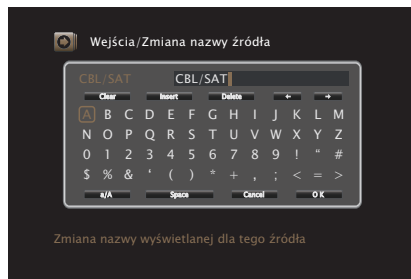 Wejścia/Zmiana nazwy źródła
CBL/SAT CBL/SAT
Clear Insert Delete ← →
A B C D E F G H I J K L M
N O P Q R S T U V W X Y Z
0 1 2 3 4 5 6 7 8 9 ! “ #
$ % & ‘ ( ) * + , ; < = >
a/A Space Cancel OK
Zmiana nazwy wyświetlanej dla tego źródła